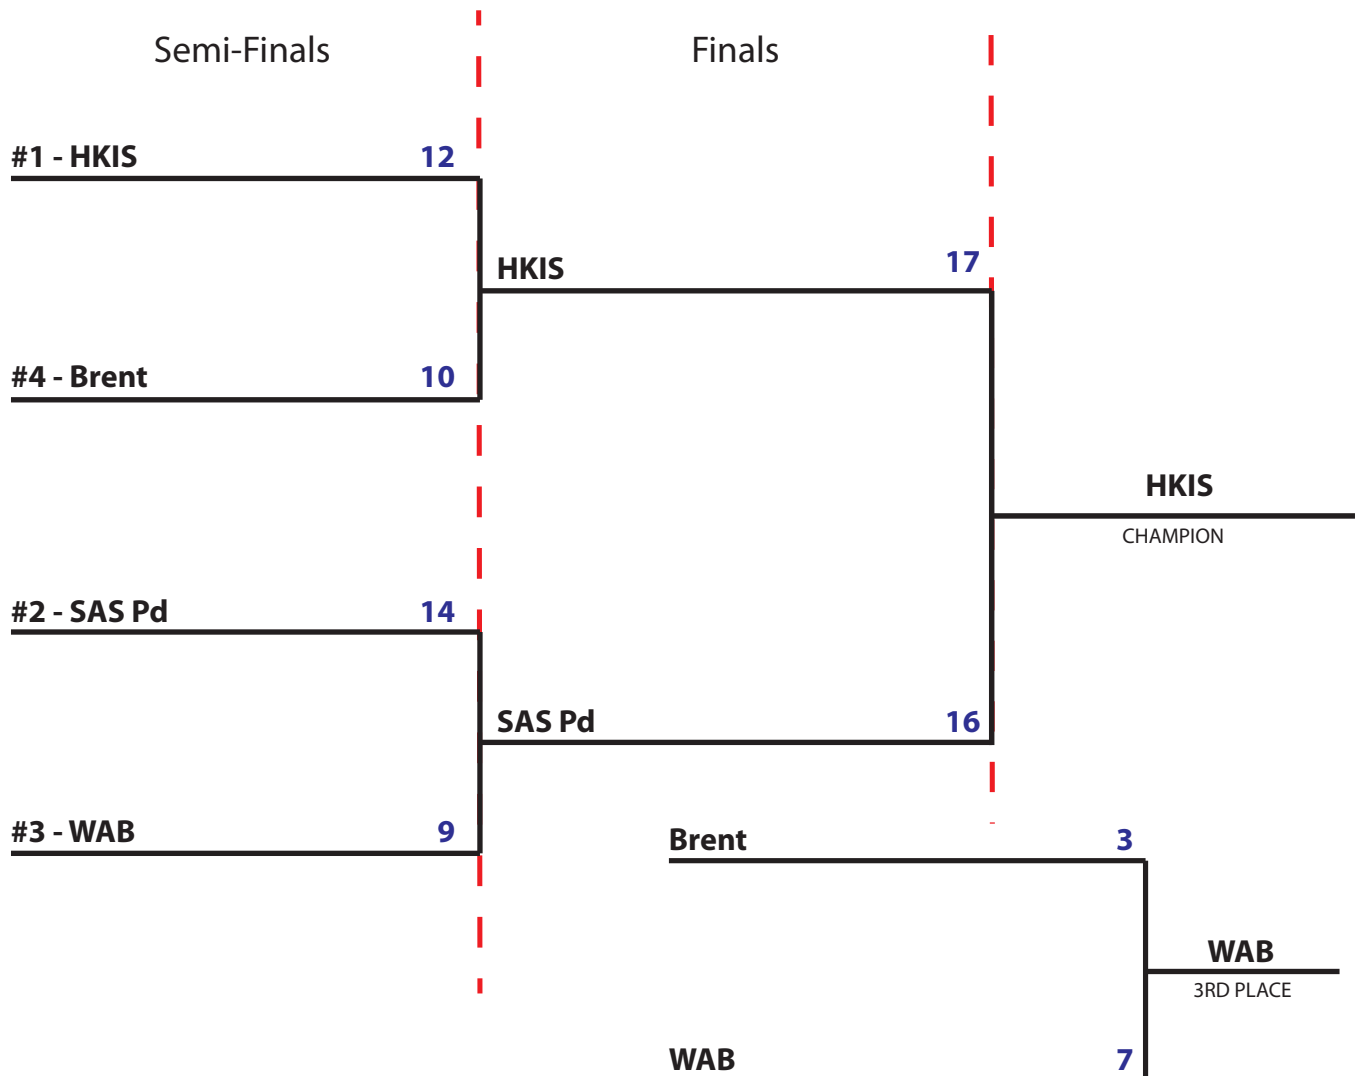 Semi-Finals
Finals
#1 - HKIS 12
HKIS 17
#4 - Brent 10
HKIS
CHAMPION
#2 - SAS Pd 14
SAS Pd 16
#3 - WAB 9
Brent 3
WAB
3RD PLACE
WAB 7